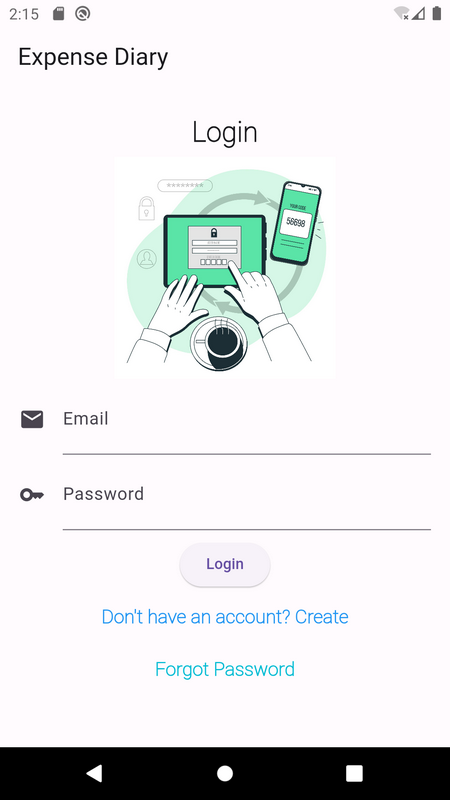 2:15
Expense Diary
Login
********
YOUR CODE
56698
Email
Password
Login
Don't have an account? Create
Forgot Password